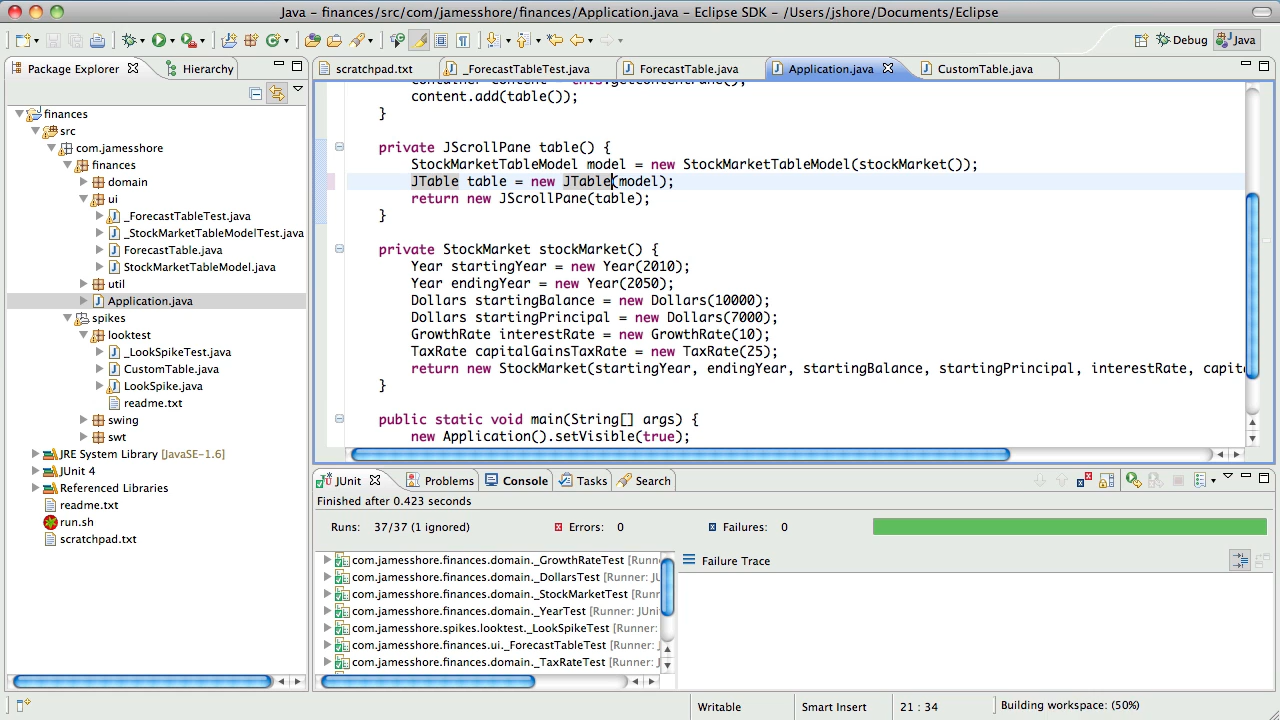 Java – finances/src/com/jamesshore/finances/Application.java – Eclipse SDK – /Users/jshore/Documents/Eclipse
Debug
Java
Package Explorer
Hierarchy
finances
src
com.jamesshore
finances
domain
ui
_ForecastTableTest.java
_StockMarketTableModelTest.java
ForecastTable.java
StockMarketTableModel.java
util
Application.java
spikes
looktest
_LookSpikeTest.java
CustomTable.java
LookSpike.java
readme.txt
swing
swt
JRE System Library [JavaSE-1.6]
JUnit 4
Referenced Libraries
readme.txt
run.sh
scratchpad.txt
scratchpad.txt
_ForecastTableTest.java
ForecastTable.java
Application.java
CustomTable.java
content.add(table());
}
private JScrollPane table() {
StockMarketTableModel model = new StockMarketTableModel(stockMarket());
JTable table = new JTable(model);
return new JScrollPane(table);
}
private StockMarket stockMarket() {
Year startingYear = new Year(2010);
Year endingYear = new Year(2050);
Dollars startingBalance = new Dollars(10000);
Dollars startingPrincipal = new Dollars(7000);
GrowthRate interestRate = new GrowthRate(10);
TaxRate capitalGainsTaxRate = new TaxRate(25);
return new StockMarket(startingYear, endingYear, startingBalance, startingPrincipal, interestRate, capit
}
public static void main(String[] args) {
new Application().setVisible(true);
JUnit
Problems
Console
Tasks
Search
Finished after 0.423 seconds
Runs: 37/37 (1 ignored)
Errors: 0
Failures: 0
com.jamesshore.finances.domain._GrowthRateTest [Runn
com.jamesshore.finances.domain._DollarsTest [Runner: JU
com.jamesshore.finances.domain._StockMarketTest [Runn
com.jamesshore.finances.domain._YearTest [Runner: JUni
com.jamesshore.spikes.looktest._LookSpikeTest [Runner:
com.jamesshore.finances.ui._ForecastTableTest [Runner: J
com.jamesshore.finances.domain._TaxRateTest [Runner: J
Failure Trace
Writable
Smart Insert
21 : 34
Building workspace: (50%)